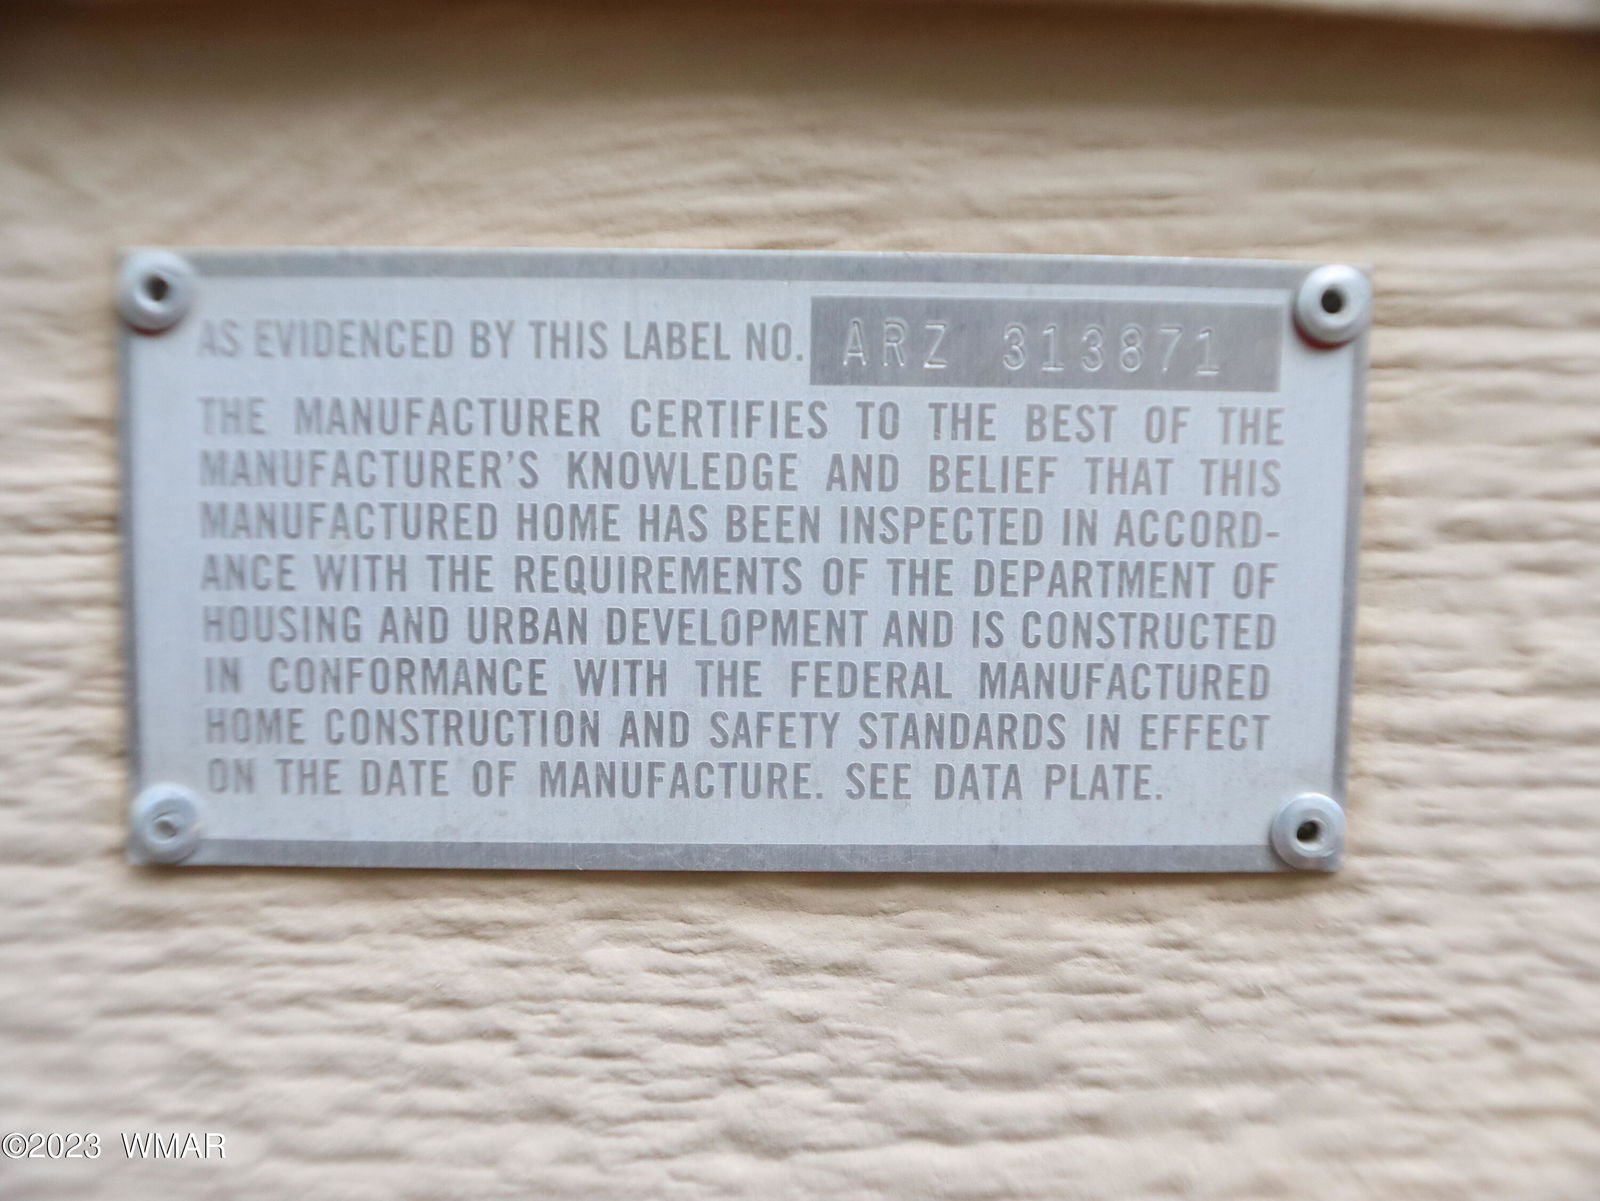 AS EVIDENCED BY THIS LABEL NO. ARZ 313871
THE MANUFACTURER CERTIFIES TO THE BEST OF THE
MANUFACTURER'S KNOWLEDGE AND BELIEF THAT THIS
MANUFACTURED HOME HAS BEEN INSPECTED IN ACCORD-
ANCE WITH THE REQUIREMENTS OF THE DEPARTMENT OF
HOUSING AND URBAN DEVELOPMENT AND IS CONSTRUCTED
IN CONFORMANCE WITH THE FEDERAL MANUFACTURED
HOME CONSTRUCTION AND SAFETY STANDARDS IN EFFECT
ON THE DATE OF MANUFACTURE. SEE DATA PLATE.
©2023 WMAR